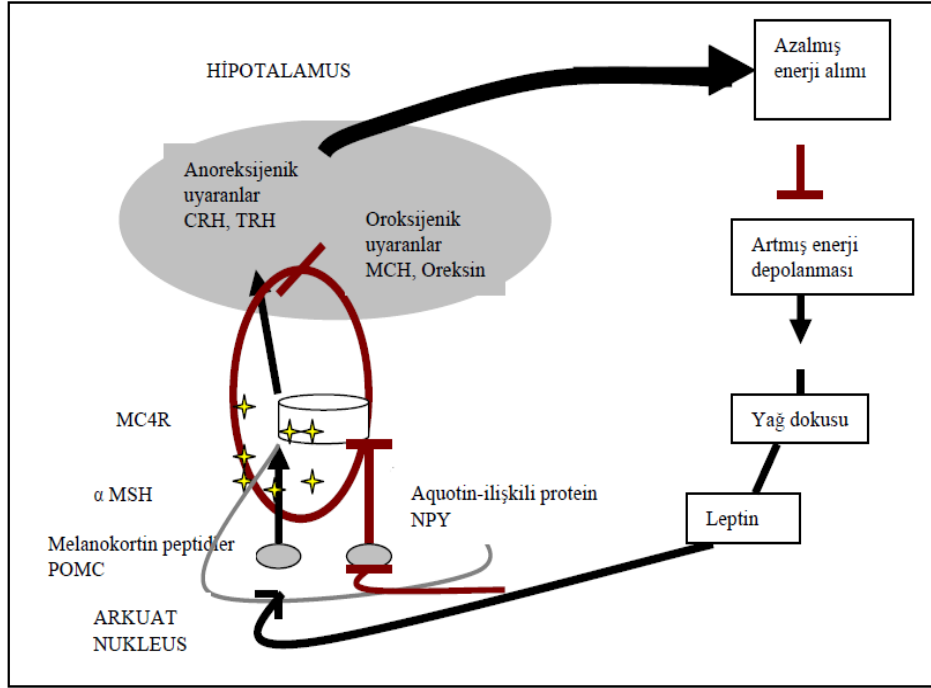 HİPOTALAMUS
Azalmış
enerji alımı
Anoreksijenik
uyaranlar
CRH, TRH
Oroksijenik
uyaranlar
MCH, Oreksin
Artmış enerji
depolanması
MC4R
Yağ dokusu
α MSH
Aquotin-ilişkili protein
NPY
Leptin
Melanokortin peptidler
POMC
ARKUAT
NUKLEUS